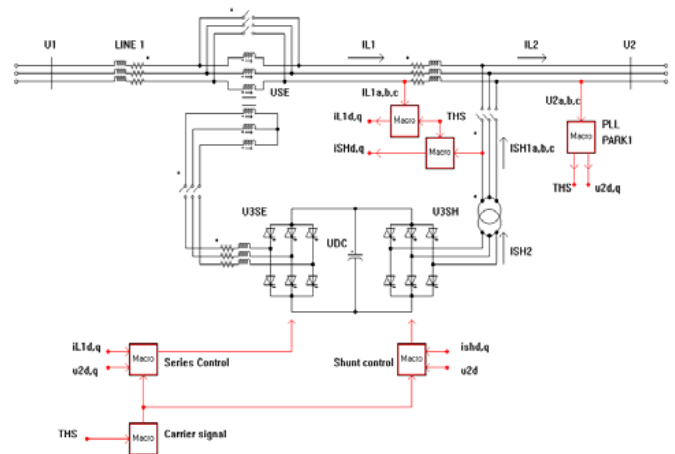 U1
LINE 1
IL1
IL2
U2
USE
IL1a,b,c
U2a,b,c
iL1d,q
Macro
THS
iSHd,q
Macro
ISH1a,b,c
Macro
PLL
PARK1
THS
u2d,q
U3SE
UDC
U3SH
ISH2
iL1d,q
u2d,q
Macro
Series Control
Shunt control
Macro
ishd,q
u2d
THS
Macro
Carrier signal